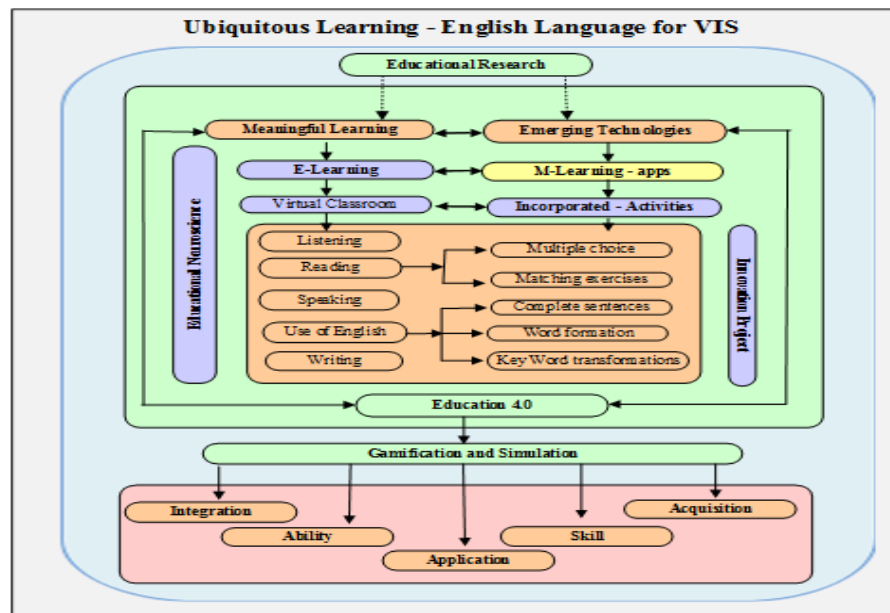 Ubiquitous Learning - English Language for VIS
Educational Research
Meaningful Learning
Emerging Technologies
E-Learning
M-Learning - apps
Virtual Classroom
Incorporated - Activities
Educational Neuroscience
Listening
Reading
Speaking
Use of English
Writing
Multiple choice
Matching exercises
Complete sentences
Word formation
Key Word transformations
Innovation Project
Education 4.0
Gamification and Simulation
Integration
Ability
Application
Skill
Acquisition